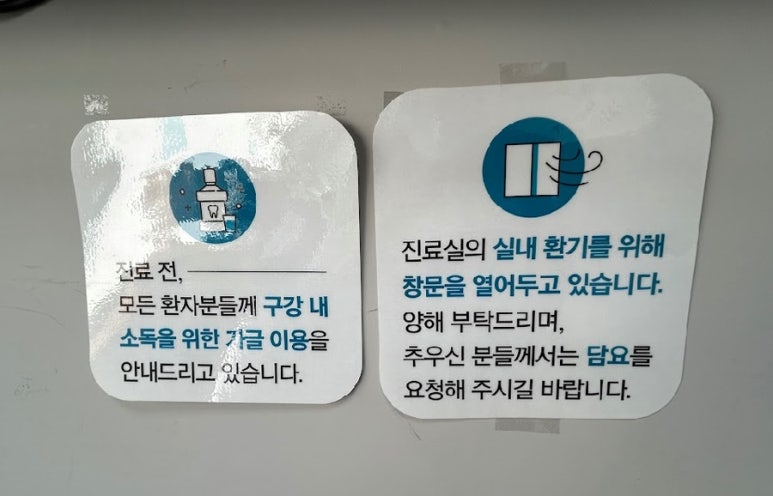 진료 전,
모든 환자분들께 구강 내
소독을 위한 가글 이용을
안내드리고 있습니다.
진료실의 실내 환기를 위해
창문을 열어두고 있습니다.
양해 부탁드리며,
추우신 분들께서는 담요를
요청해 주시길 바랍니다.